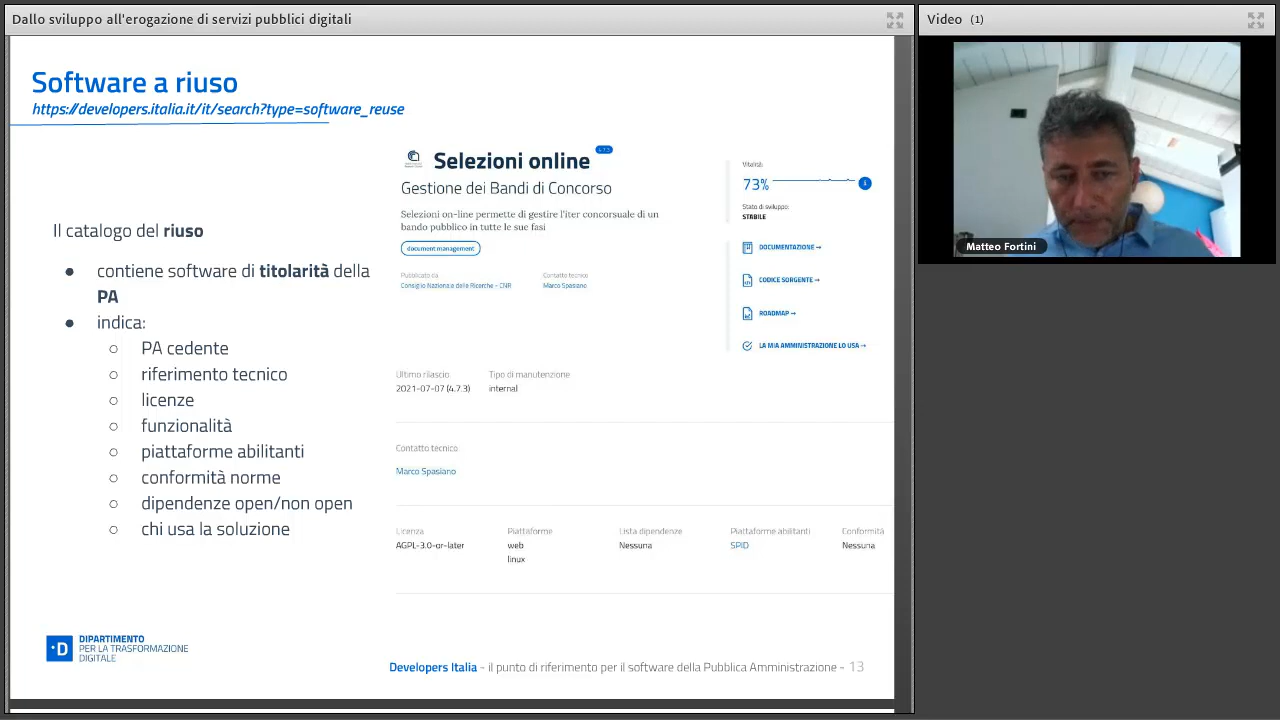 Dallo sviluppo all'erogazione di servizi pubblici digitali
Video (1)
Software a riuso
https://developers.italia.it/it/search?type=software_reuse
Il catalogo del riuso
● contiene software di titolarità della
PA
● indica:
○ PA cedente
○ riferimento tecnico
○ licenze
○ funzionalità
○ piattaforme abilitanti
○ conformità norme
○ dipendenze open/non open
○ chi usa la soluzione
Selezioni online 4.7.3
Gestione dei Bandi di Concorso
Selezioni on-line permette di gestire l'iter concorsuale di un
bando pubblico in tutte le sue fasi
document management
Pubblicato da
Consiglio Nazionale delle Ricerche - CNR
Contatto tecnico
Marco Spasiano
Vitalità:
73%
Stato di sviluppo:
STABILE
DOCUMENTAZIONE →
CODICE SORGENTE →
ROADMAP →
LA MIA AMMINISTRAZIONE LO USA →
Ultimo rilascio
2021-07-07 (4.7.3)
Tipo di manutenzione
internal
Contatto tecnico
Marco Spasiano
Licenza
AGPL-3.0-or-later
Piattaforme
web
linux
Lista dipendenze
Nessuna
Piattaforme abilitanti
SPID
Conformità
Nessuna
·D DIPARTIMENTO
PER LA TRASFORMAZIONE
DIGITALE
Developers Italia - il punto di riferimento per il software della Pubblica Amministrazione - 13
Matteo Fortini